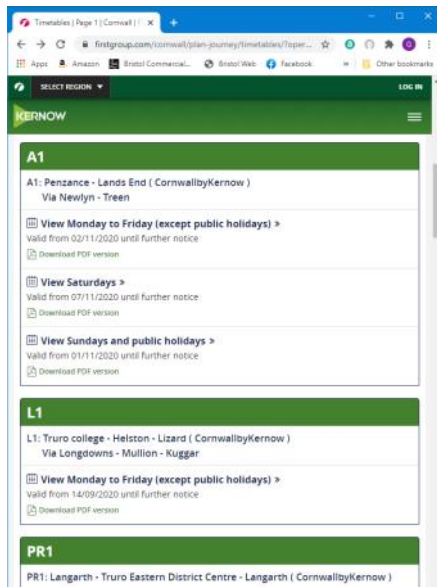 Timetables | Page 1 | Cornwall | F
firstgroup.com/cornwall/plan-journey/timetables/?oper...
Apps Amazon Bristol Commercial... Bristol Web Facebook Other bookmarks
SELECT REGION LOG IN
KERNOW
A1
A1: Penzance - Lands End ( CornwallbyKernow )
Via Newlyn - Treen
View Monday to Friday (except public holidays) »
Valid from 02/11/2020 until further notice
Download PDF version
View Saturdays »
Valid from 07/11/2020 until further notice
Download PDF version
View Sundays and public holidays »
Valid from 01/11/2020 until further notice
Download PDF version
L1
L1: Truro college - Helston - Lizard ( CornwallbyKernow )
Via Longdowns - Mullion - Kuggar
View Monday to Friday (except public holidays) »
Valid from 14/09/2020 until further notice
Download PDF version
PR1
PR1: Langarth - Truro Eastern District Centre - Langarth ( CornwallbyKernow )